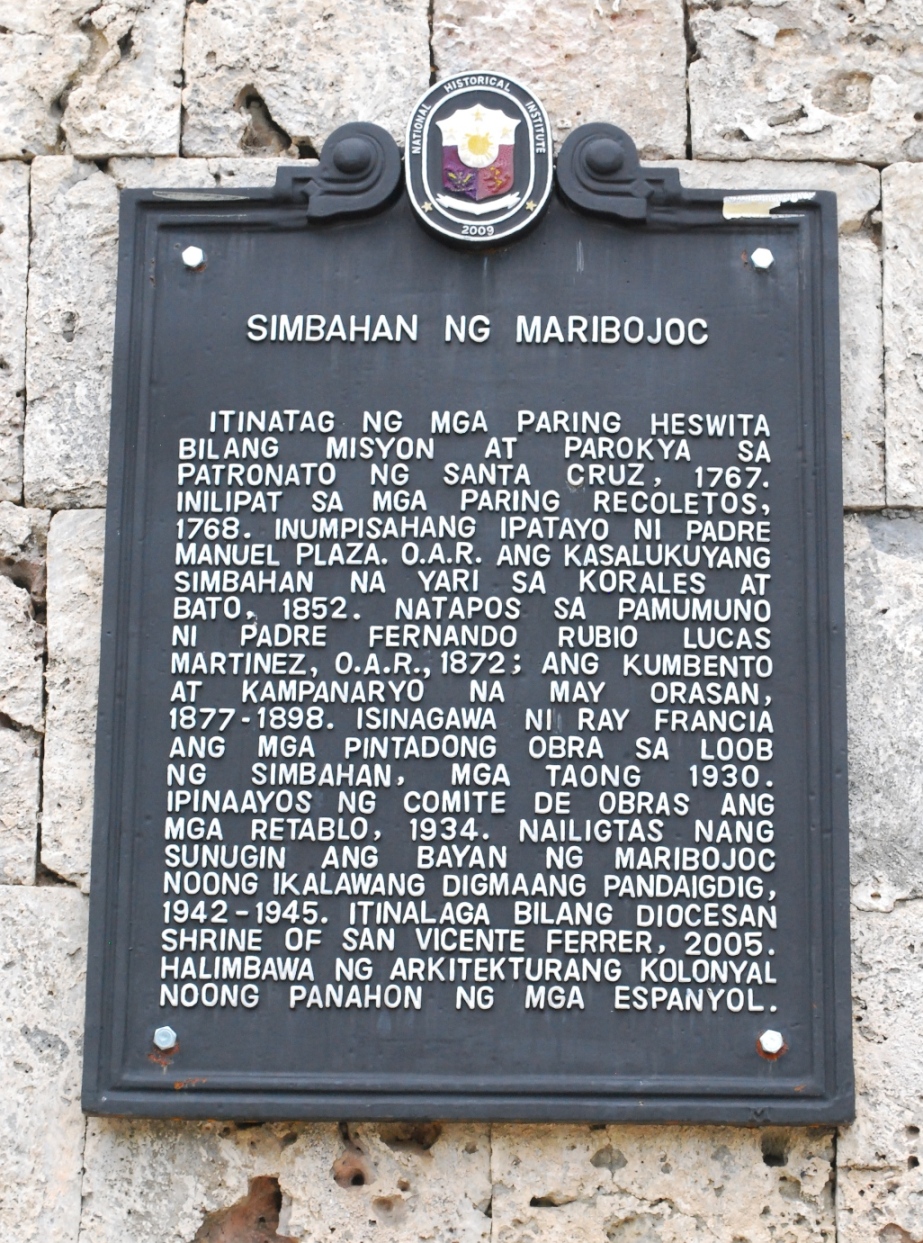 NATIONAL HISTORICAL INSTITUTE
2009
SIMBAHAN NG MARIBOJOC
ITINATAG NG MGA PARING HESWITA
BILANG MISYON AT PAROKYA SA
PATRONATO NG SANTA CRUZ, 1767.
INILIPAT SA MGA PARING RECOLETOS,
1768. INUMPISAHANG IPATAYO NI PADRE
MANUEL PLAZA. O.A.R. ANG KASALUKUYANG
SIMBAHAN NA YARI SA KORALES AT
BATO, 1852. NATAPOS SA PAMUMUNO
NI PADRE FERNANDO RUBIO LUCAS
MARTINEZ, O.A.R., 1872; ANG KUMBENTO
AT KAMPANARYO NA MAY ORASAN,
1877-1898. ISINAGAWA NI RAY FRANCIA
ANG MGA PINTADONG OBRA SA LOOB
NG SIMBAHAN, MGA TAONG 1930.
IPINAAYOS NG COMITE DE OBRAS ANG
MGA RETABLO, 1934. NAILIGTAS NANG
SUNUGIN ANG BAYAN NG MARIBOJOC
NOONG IKALAWANG DIGMAANG PANDAIGDIG,
1942-1945. ITINALAGA BILANG DIOCESAN
SHRINE OF SAN VICENTE FERRER, 2005.
HALIMBAWA NG ARKITEKTURANG KOLONYAL
NOONG PANAHON NG MGA ESPANYOL.